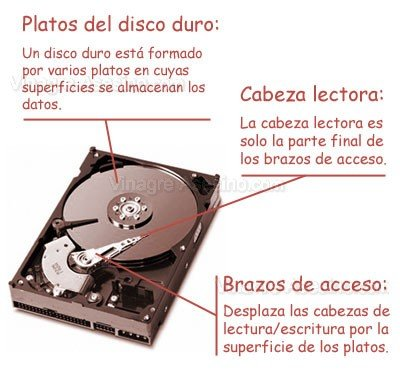 Platos del disco duro:
Un disco duro está formado
por varios platos en cuyas
superficies se almacenan los
datos.
Cabeza lectora:
La cabeza lectora es
solo la parte final de
los brazos de acceso.
Brazos de acceso:
Desplaza las cabezas de
lectura/escritura por la
superficie de los platos.